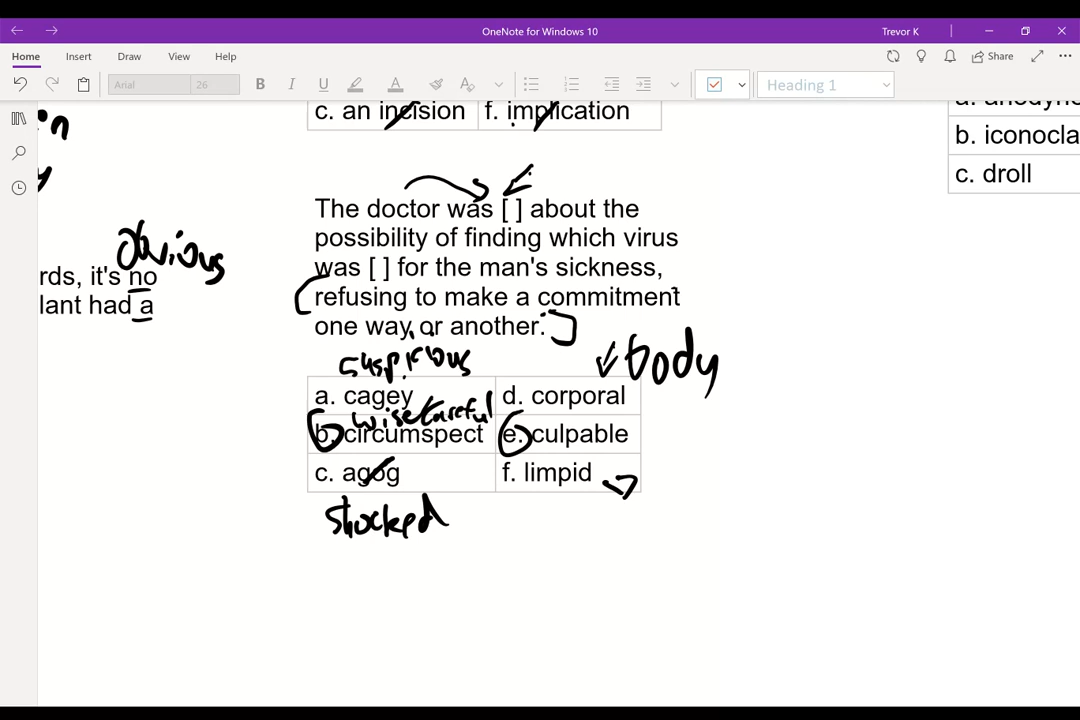 OneNote for Windows 10
Trevor K
Home Insert Draw View Help
Share
Arial 26 B I U A Heading 1
c. an incision f. implication
a. anodyne
b. iconocla
c. droll
The doctor was [ ] about the
possibility of finding which virus
was [ ] for the man's sickness,
refusing to make a commitment
one way or another.
obvious
rds, it's no
lant had a
suspicious
body
a. cagey d. corporal
wise careful
b. circumspect e. culpable
c. agog f. limpid
shocked